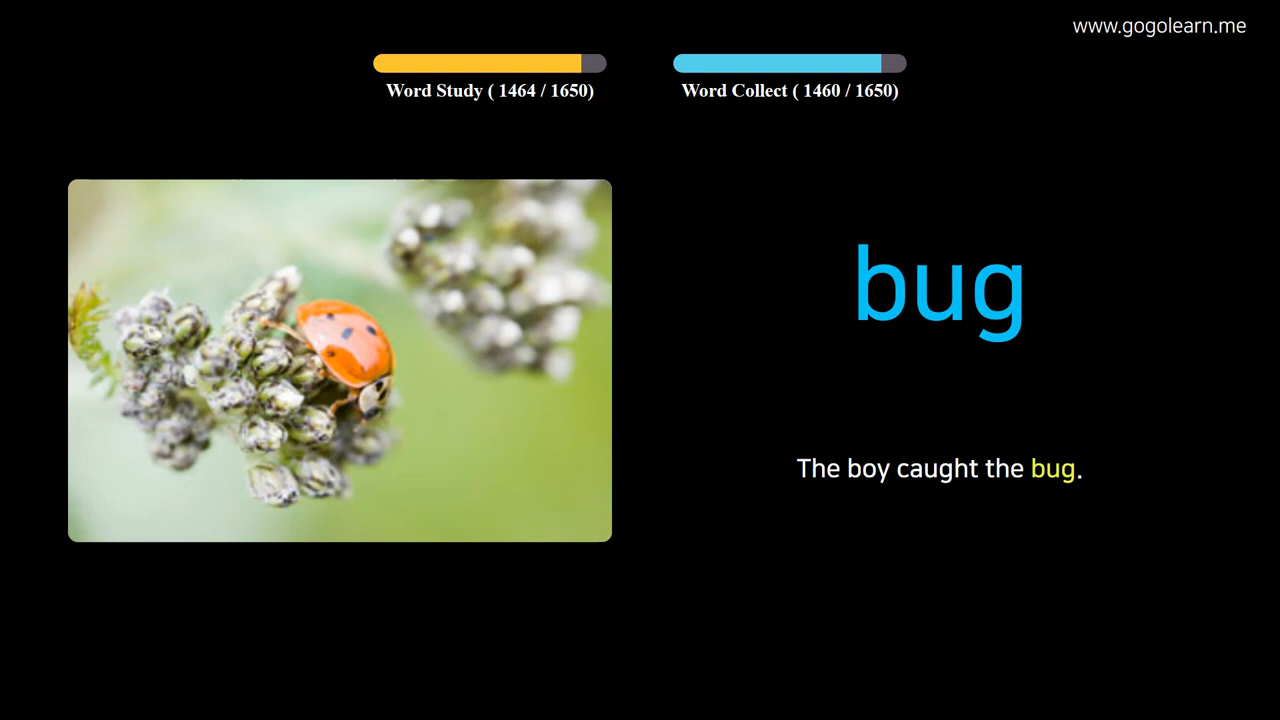 www.gogolearn.me
Word Study ( 1464 / 1650)
Word Collect ( 1460 / 1650)
bug
The boy caught the bug.